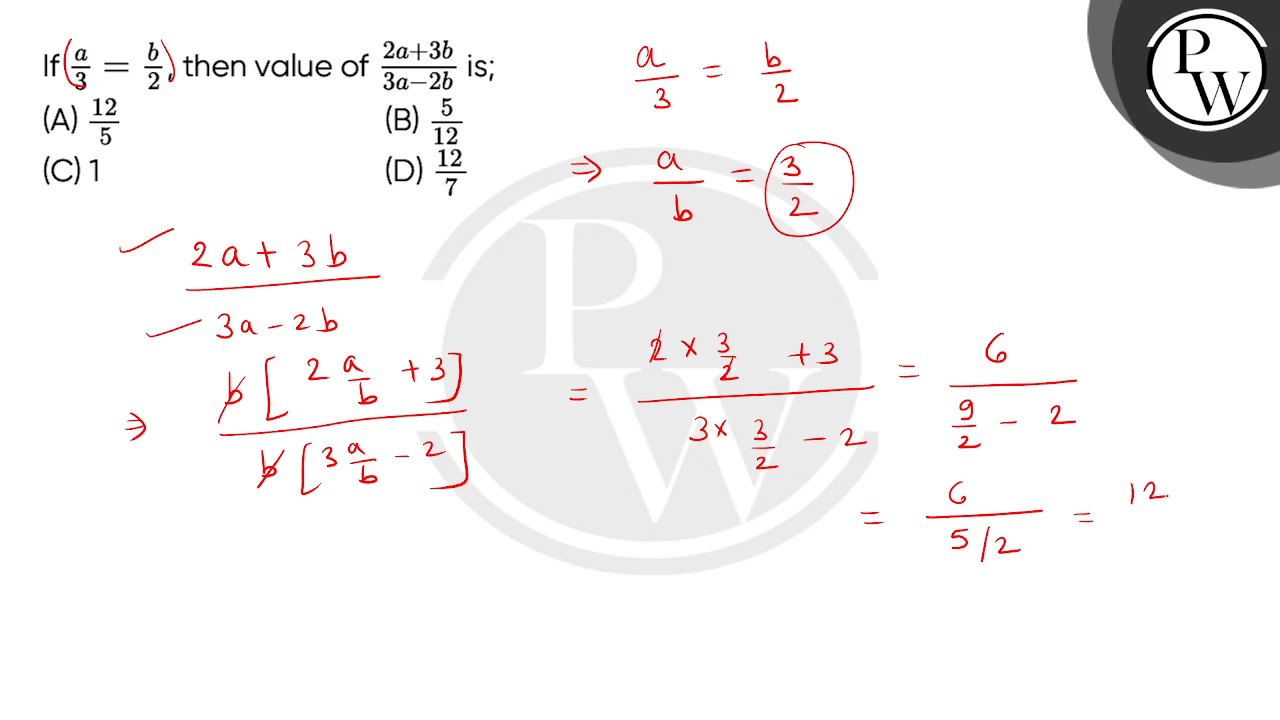 If (a/3 = b/2), then value of (2a+3b)/(3a−2b) is;
(A) 12/5 (B) 5/12
(C) 1 (D) 12/7
a/3 = b/2
⇒ a/b = 3/2
(2a + 3b)/(3a − 2b)
⇒ b[2 a/b + 3]/b[3 a/b − 2] = (2 × 3/2 + 3)/(3 × 3/2 − 2) = 6/(9/2 − 2)
= 6/(5/2) = 12
P
W
PW